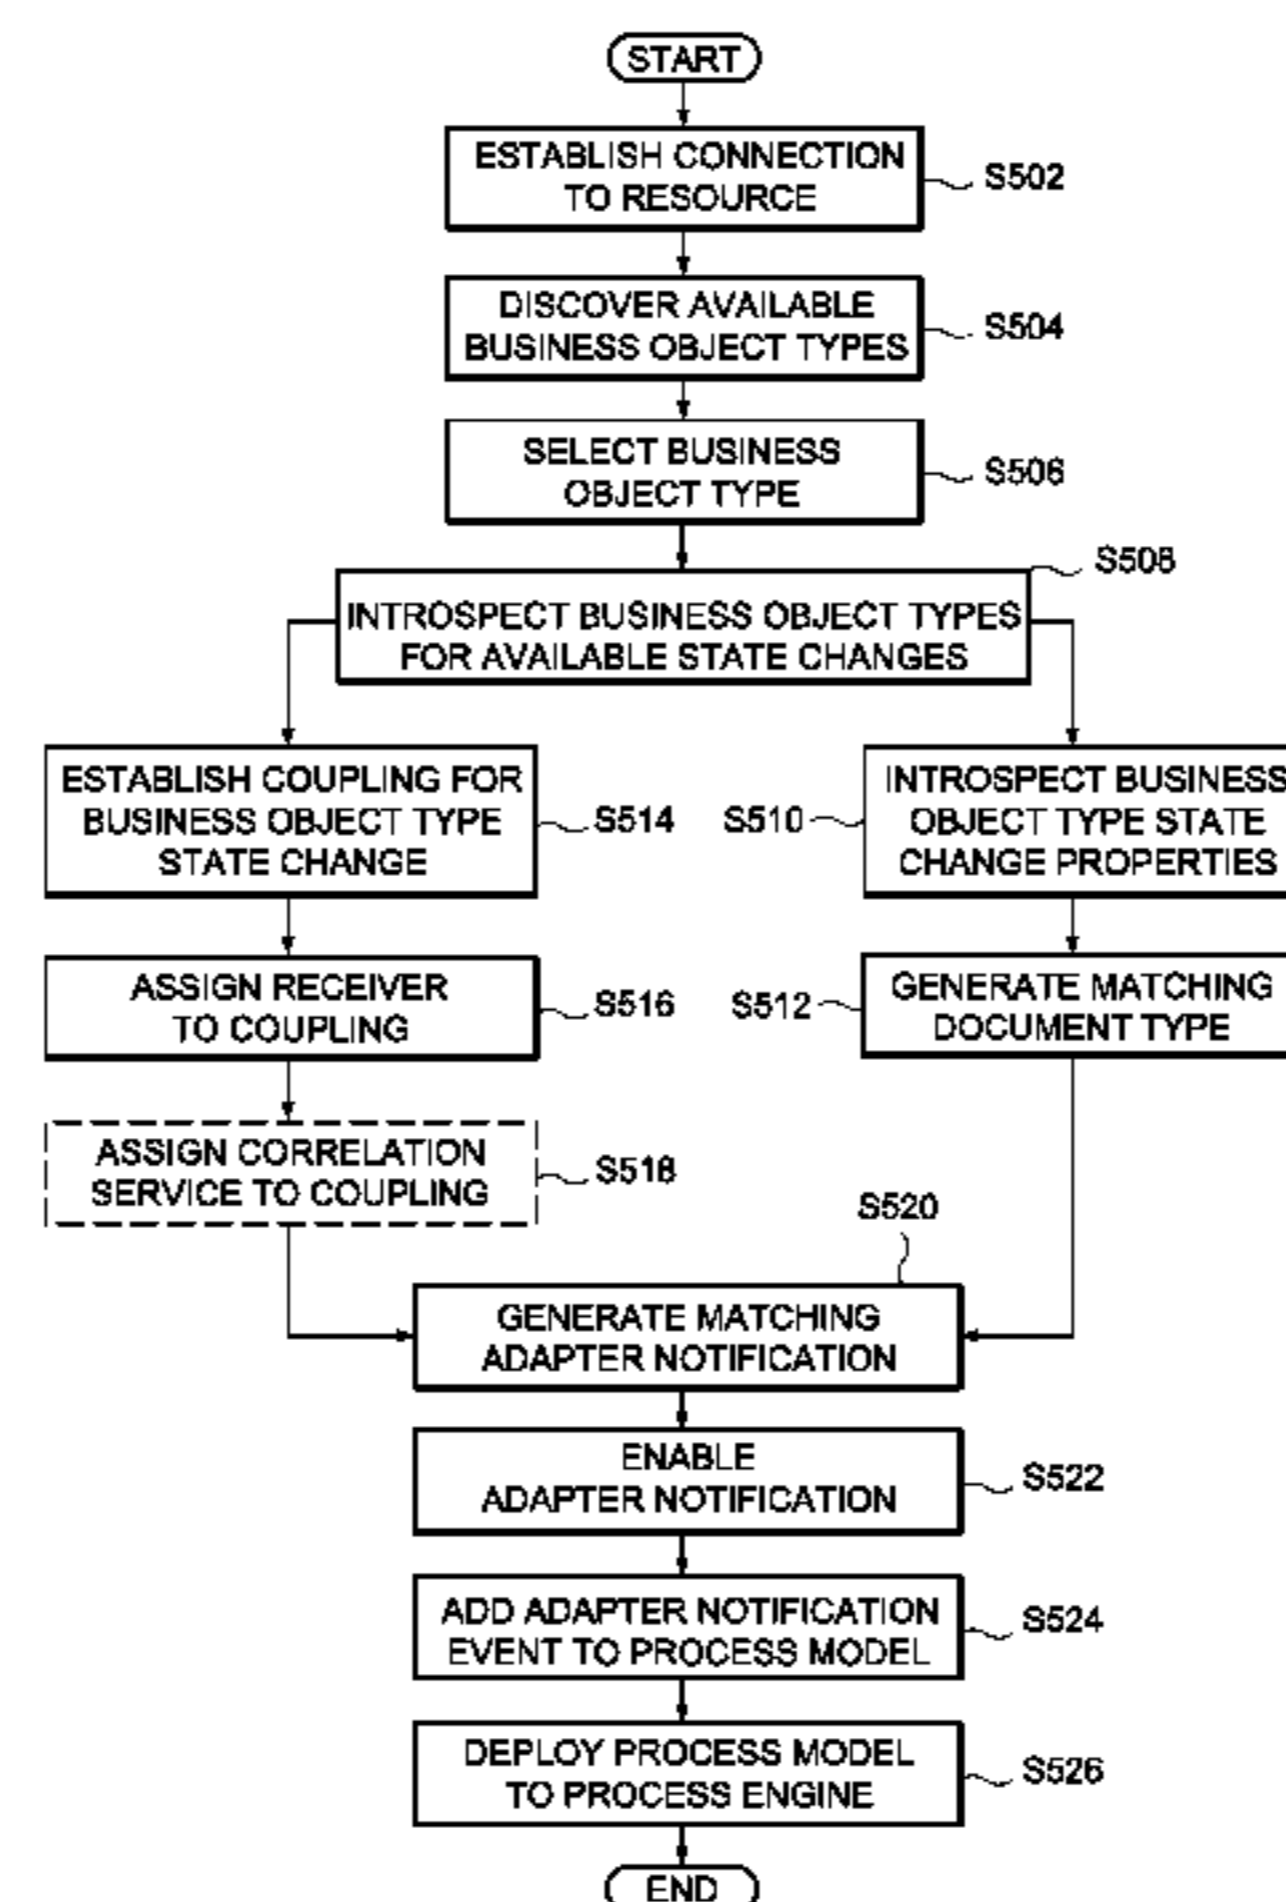 START
ESTABLISH CONNECTION
TO RESOURCE
S502
DISCOVER AVAILABLE
BUSINESS OBJECT TYPES
S504
SELECT BUSINESS
OBJECT TYPE
S506
S508
INTROSPECT BUSINESS OBJECT TYPES
FOR AVAILABLE STATE CHANGES
ESTABLISH COUPLING FOR
BUSINESS OBJECT TYPE
STATE CHANGE
S514
S510
INTROSPECT BUSINESS
OBJECT TYPE STATE
CHANGE PROPERTIES
ASSIGN RECEIVER
TO COUPLING
S516
S512
GENERATE MATCHING
DOCUMENT TYPE
ASSIGN CORRELATION
SERVICE TO COUPLING
S518
S520
GENERATE MATCHING
ADAPTER NOTIFICATION
ENABLE
ADAPTER NOTIFICATION
S522
ADD ADAPTER NOTIFICATION
EVENT TO PROCESS MODEL
S524
DEPLOY PROCESS MODEL
TO PROCESS ENGINE
S526
END